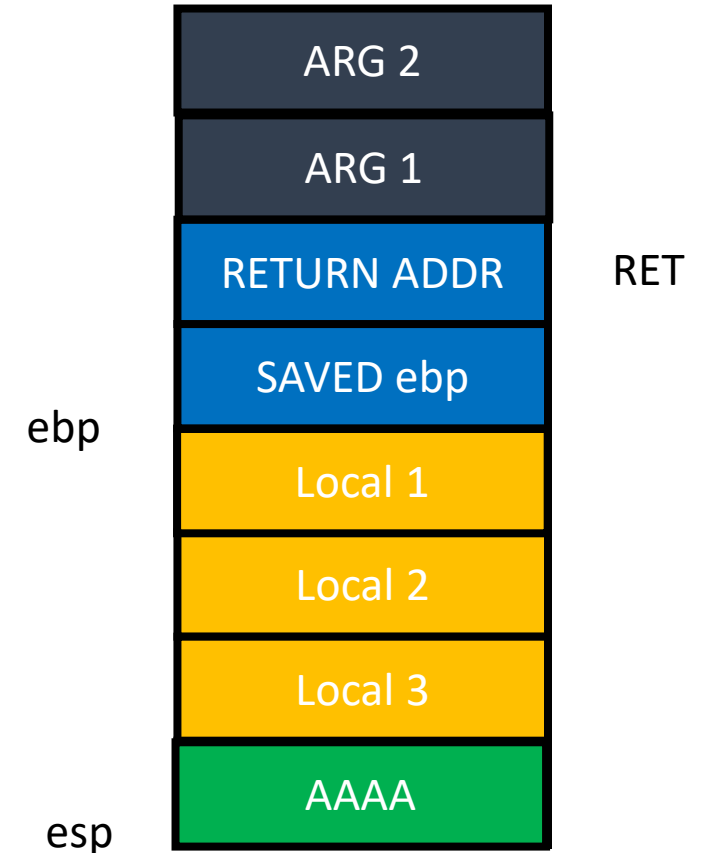 ARG 2
ARG 1
RETURN ADDR
RET
SAVED ebp
ebp
Local 1
Local 2
Local 3
AAAA
esp